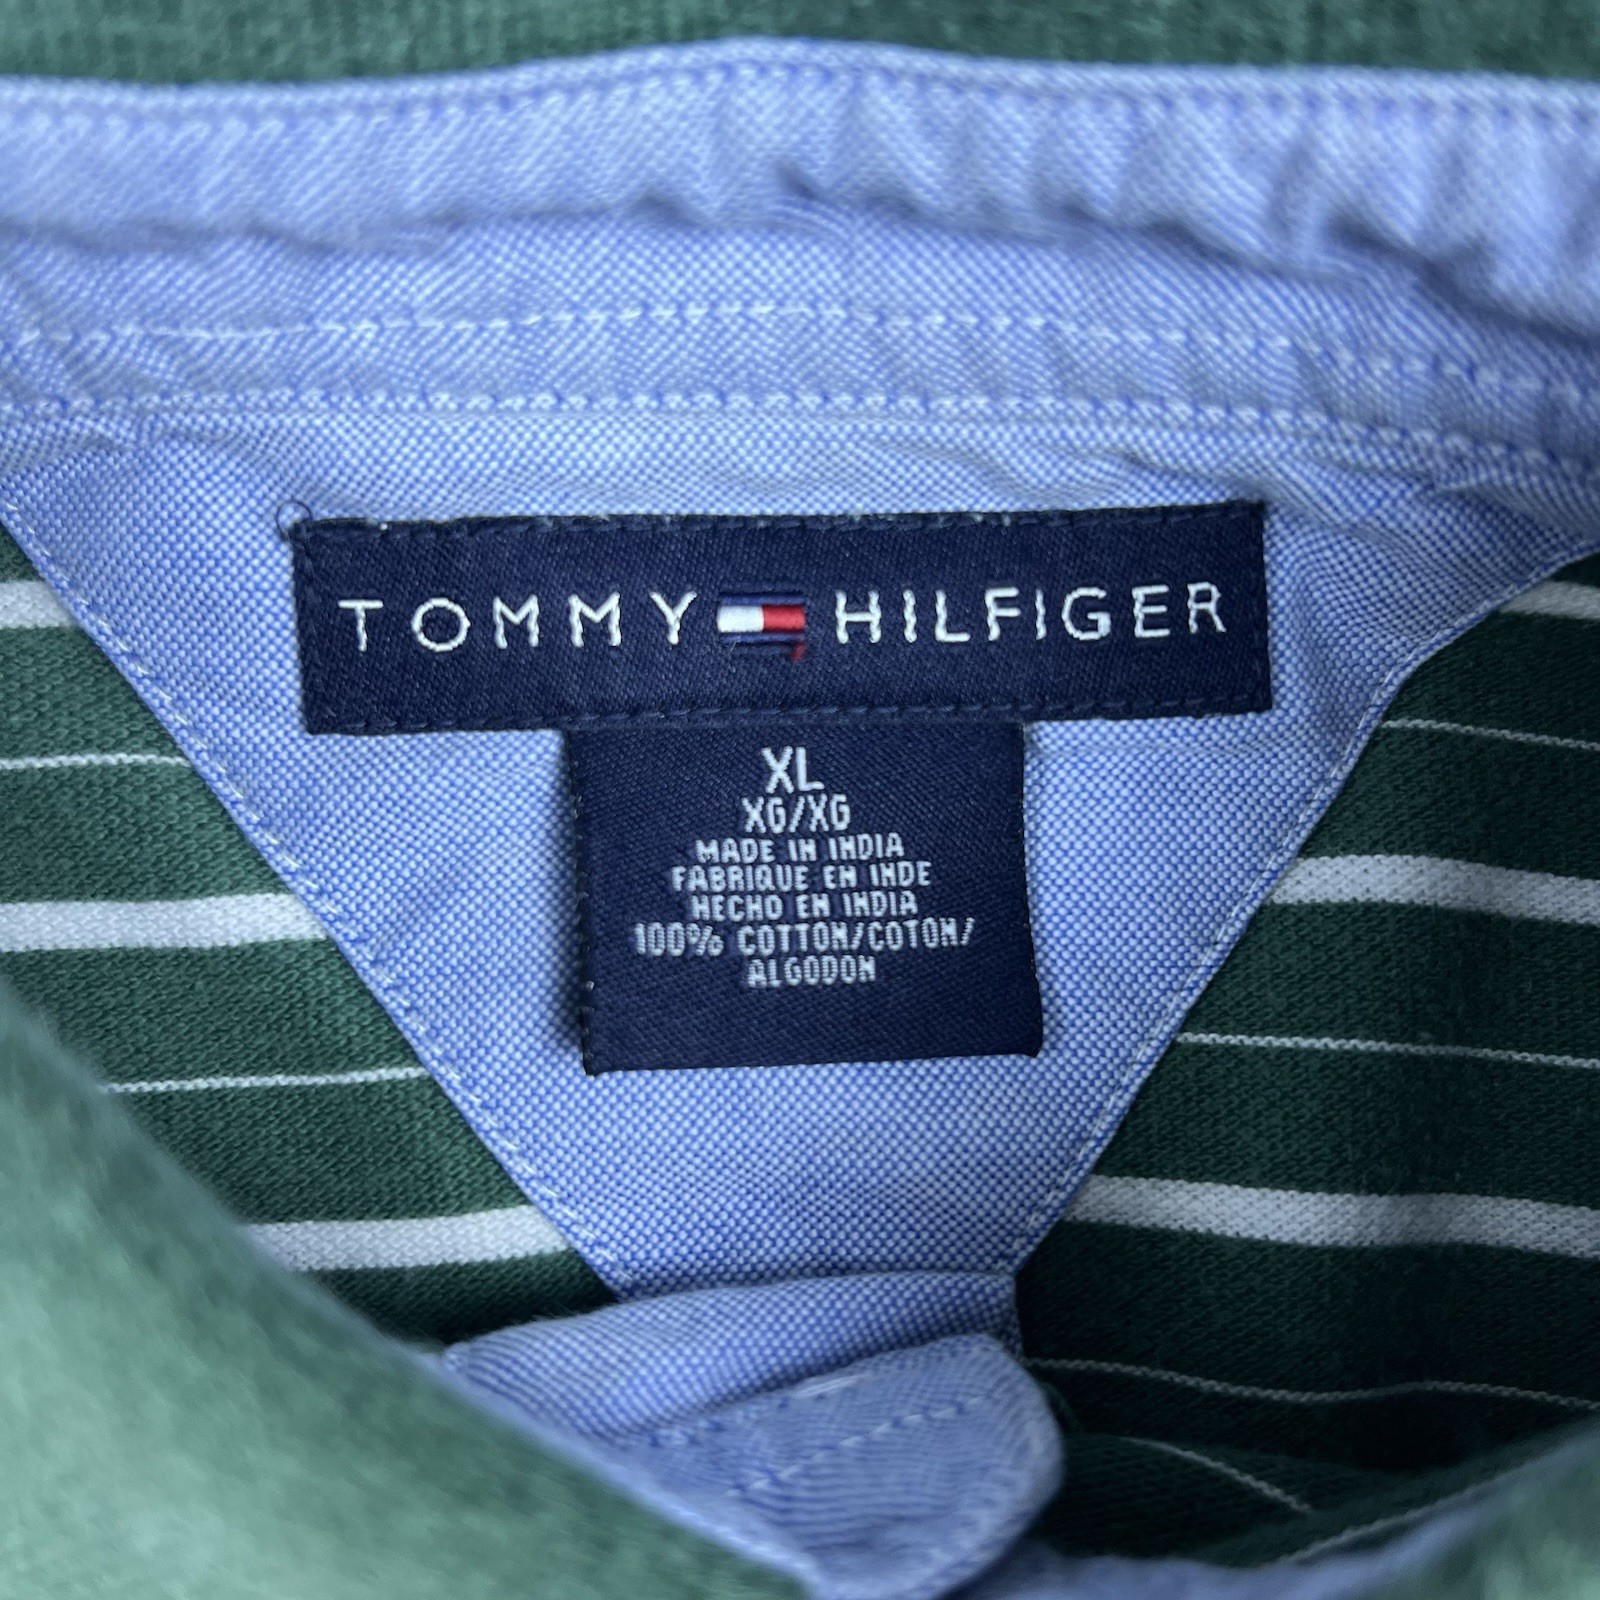 TOMMY HILFIGER
XL
XG/XG
MADE IN INDIA
FABRIQUE EN INDE
HECHO EN INDIA
100% COTTON/COTON/
ALGODON